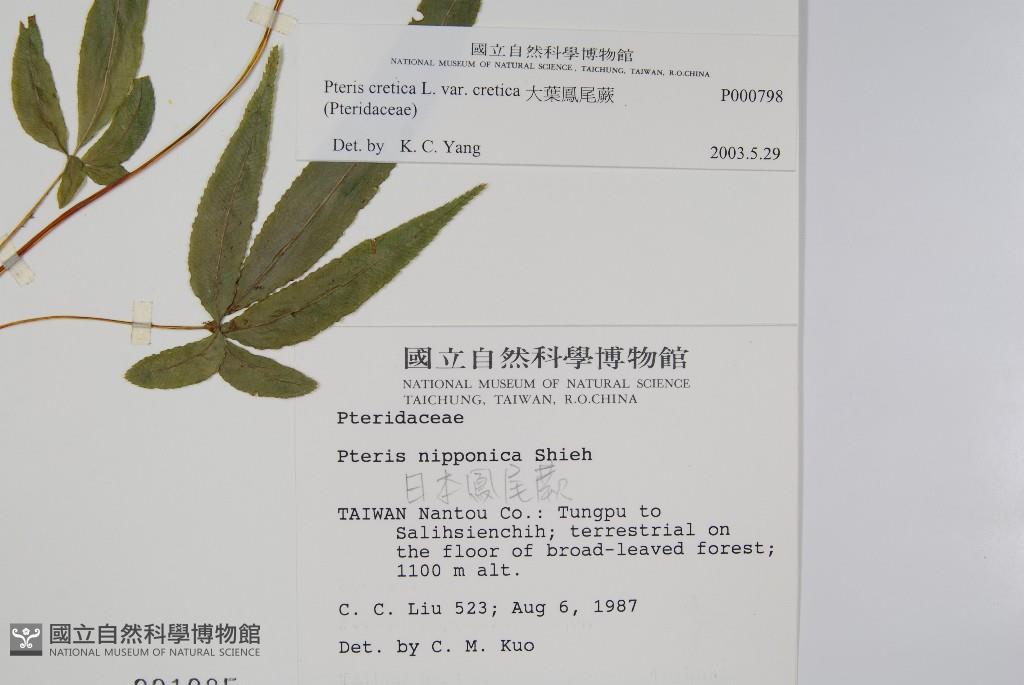 國立自然科學博物館
NATIONAL MUSEUM OF NATURAL SCIENCE, TAICHUNG, TAIWAN, R.O.CHINA
Pteris cretica L. var. cretica 大葉鳳尾蕨 P000798
(Pteridaceae)
Det. by K. C. Yang 2003.5.29
國立自然科學博物館
NATIONAL MUSEUM OF NATURAL SCIENCE
TAICHUNG, TAIWAN, R.O.CHINA
Pteridaceae
Pteris nipponica Shieh
日本鳳尾蕨
TAIWAN Nantou Co.: Tungpu to
Salihsienchih; terrestrial on
the floor of broad-leaved forest;
1100 m alt.
C. C. Liu 523; Aug 6, 1987
Det. by C. M. Kuo
國立自然科學博物館
NATIONAL MUSEUM OF NATURAL SCIENCE